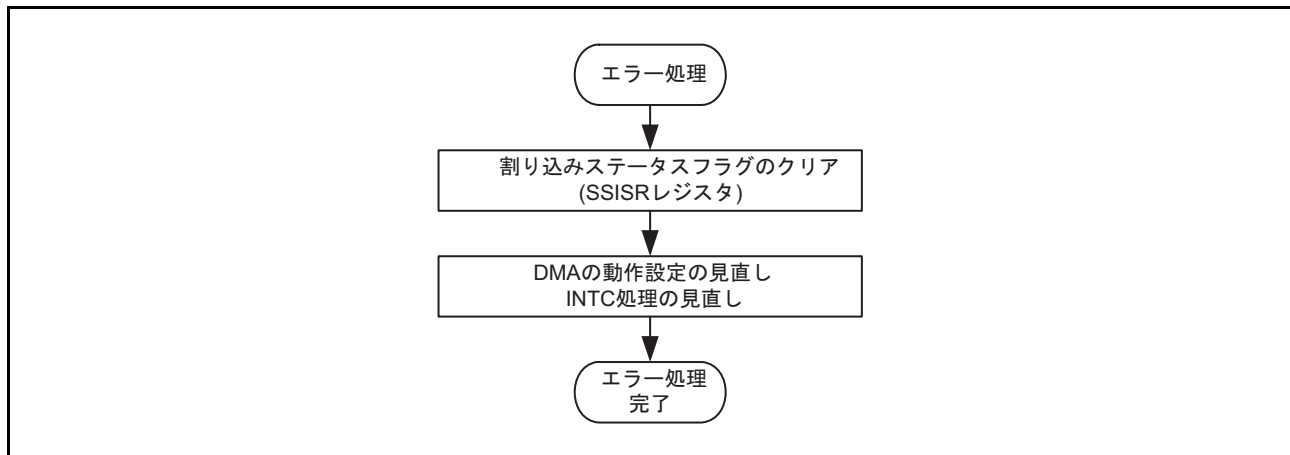 エラー処理
割り込みステータスフラグのクリア
(SSISRレジスタ)
DMAの動作設定の見直し
INTC処理の見直し
エラー処理
完了